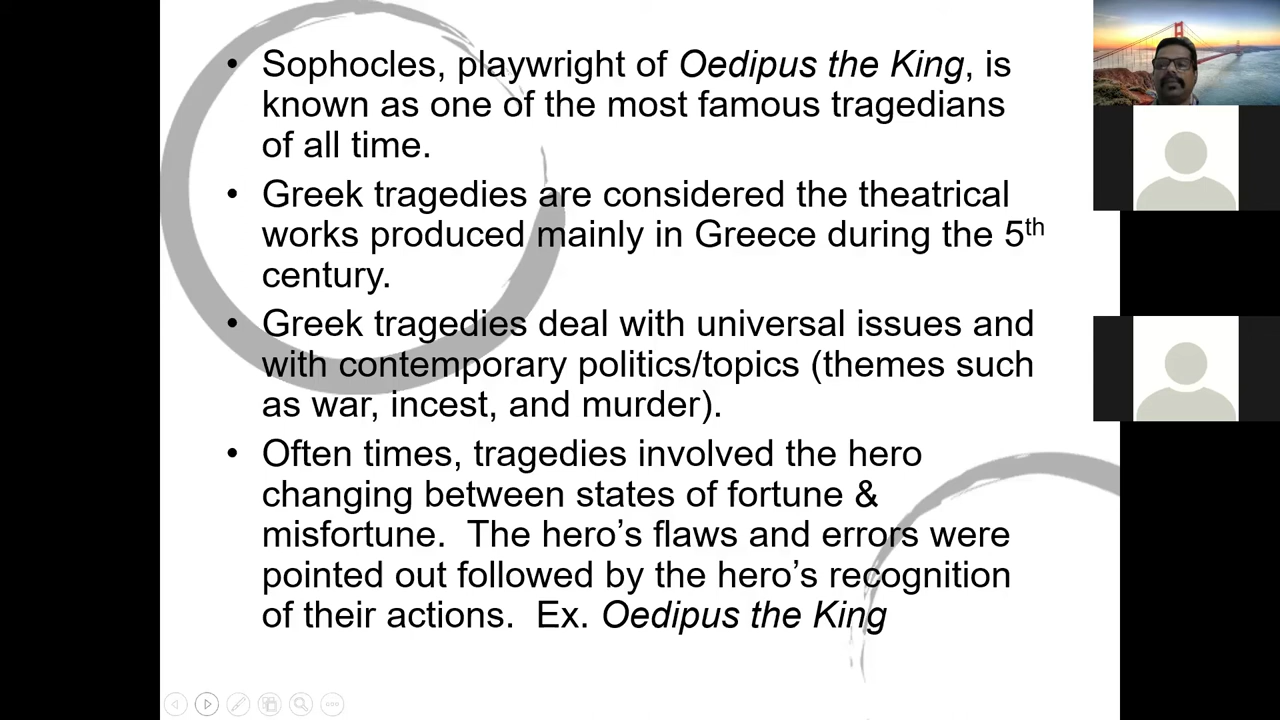 • Sophocles, playwright of Oedipus the King, is
known as one of the most famous tragedians
of all time.
• Greek tragedies are considered the theatrical
works produced mainly in Greece during the 5th
century.
• Greek tragedies deal with universal issues and
with contemporary politics/topics (themes such
as war, incest, and murder).
• Often times, tragedies involved the hero
changing between states of fortune &
misfortune.  The hero’s flaws and errors were
pointed out followed by the hero’s recognition
of their actions.  Ex. Oedipus the King